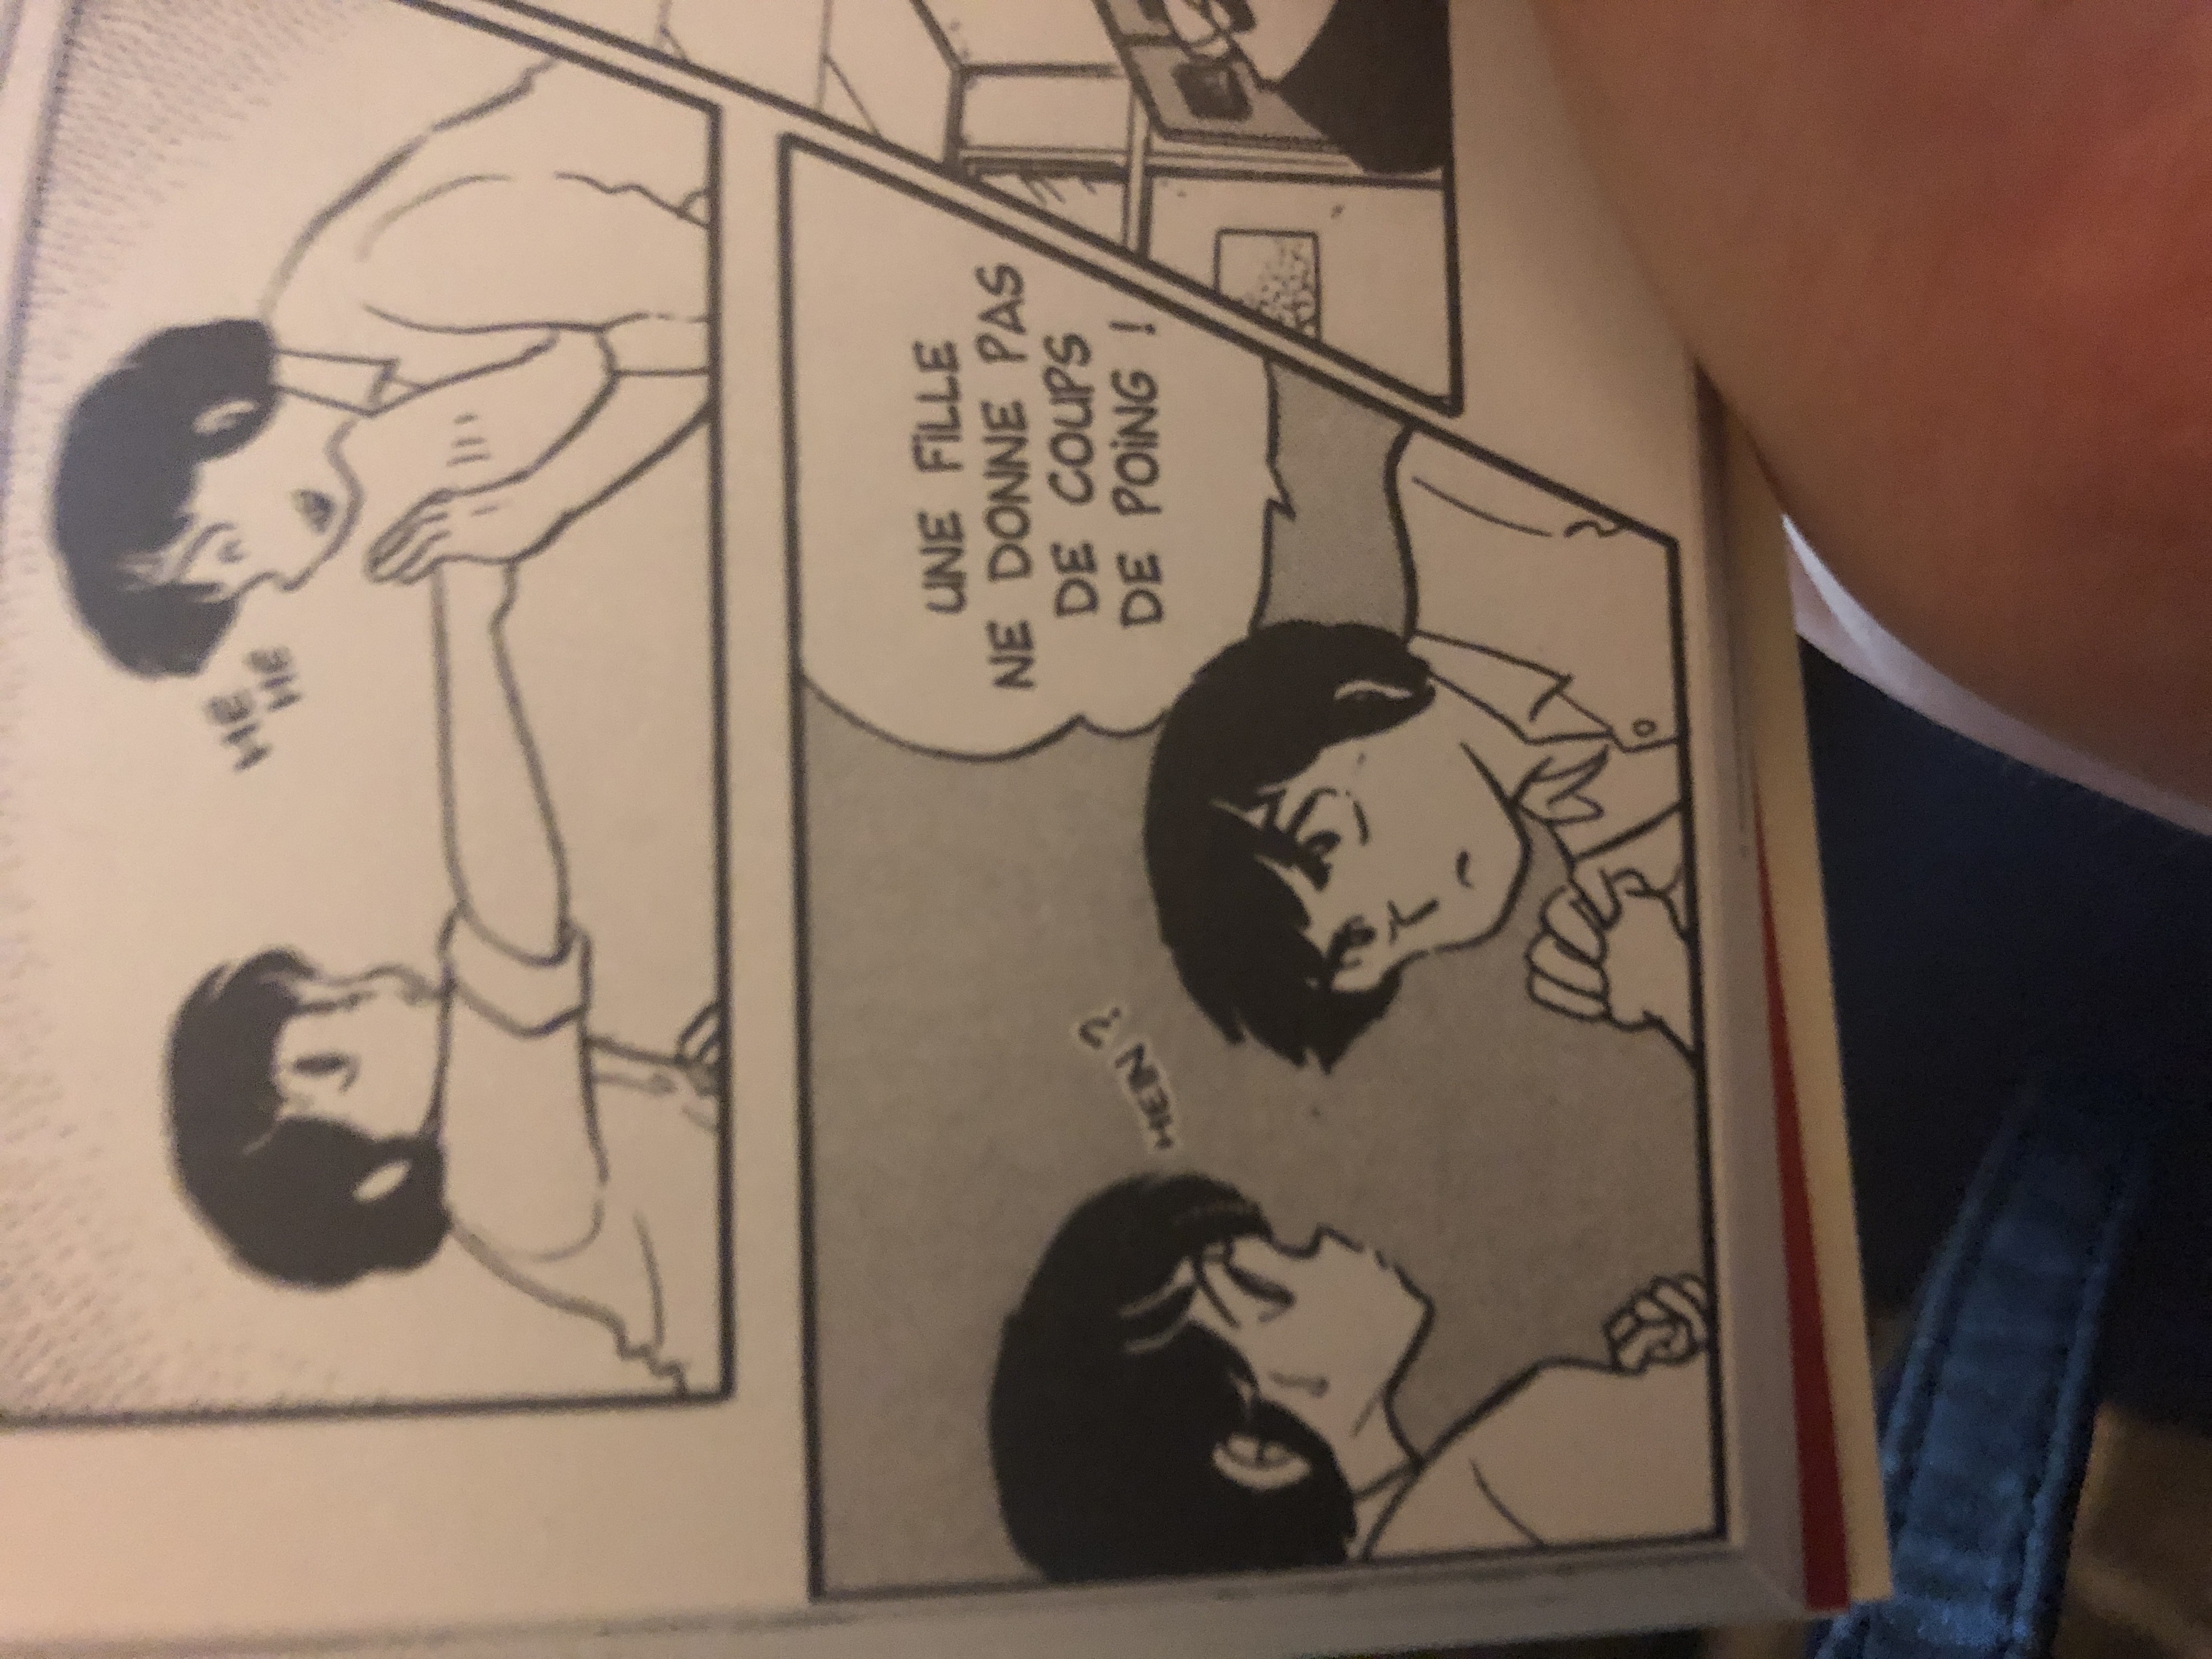 HE
HE
UNE FILLE
NE DONNE PAS
DE COUPS
DE POING !
HEIN ?